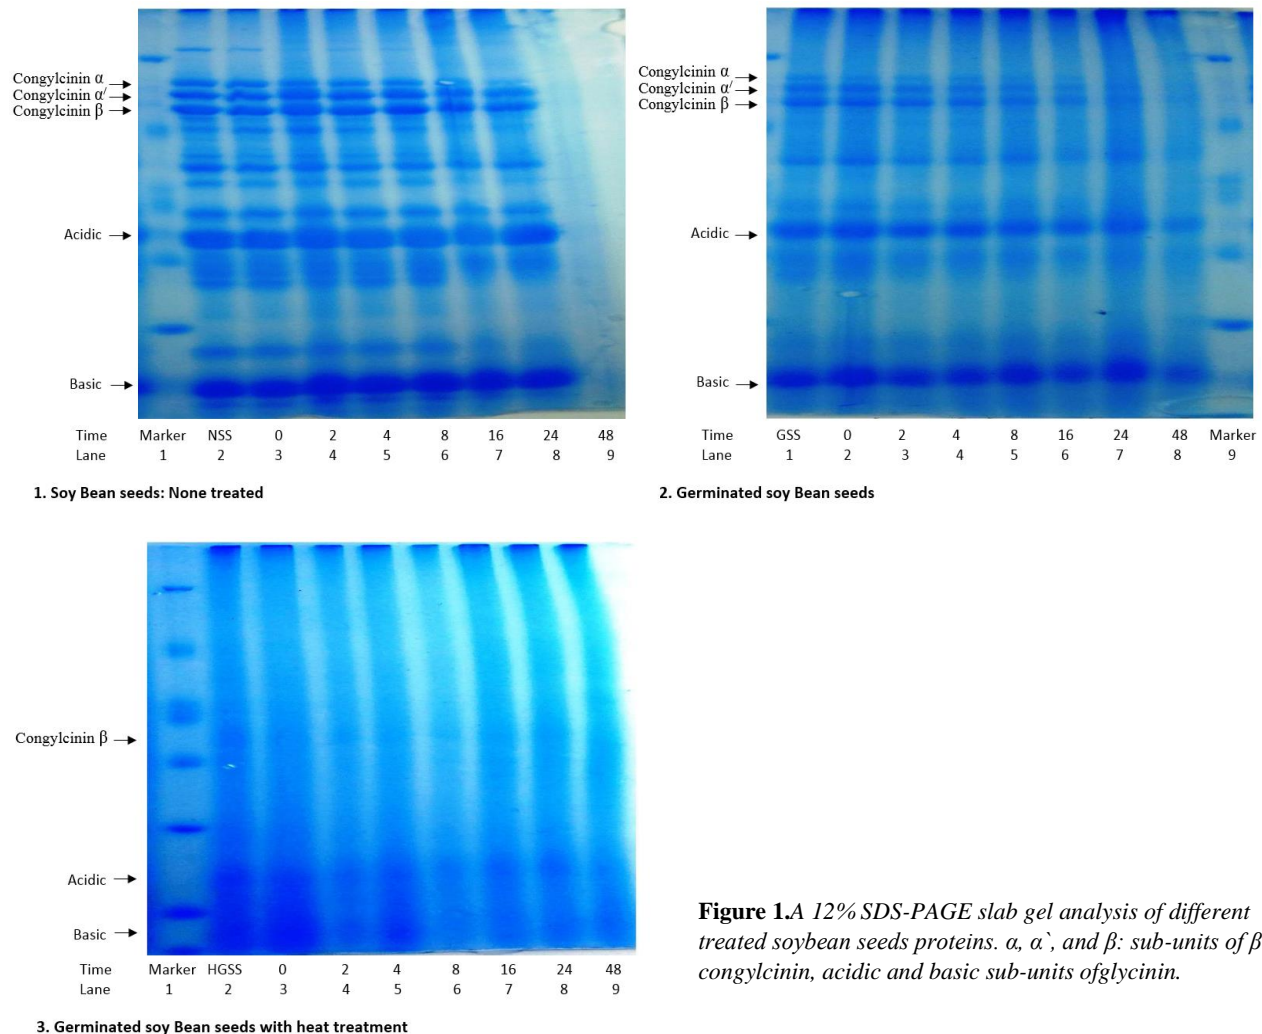 Congylcinin α
Congylcinin α′
Congylcinin β
Acidic
Basic
Time Marker NSS 0 2 4 8 16 24 48
Lane 1 2 3 4 5 6 7 8 9
1. Soy Bean seeds: None treated
Congylcinin α
Congylcinin α′
Congylcinin β
Acidic
Basic
Time GSS 0 2 4 8 16 24 48 Marker
Lane 1 2 3 4 5 6 7 8 9
2. Germinated soy Bean seeds
Congylcinin β
Acidic
Basic
Time Marker HGSS 0 2 4 8 16 24 48
Lane 1 2 3 4 5 6 7 8 9
3. Germinated soy Bean seeds with heat treatment
Figure 1.A 12% SDS-PAGE slab gel analysis of different
treated soybean seeds proteins. α, α`, and β: sub-units of β
congylcinin, acidic and basic sub-units ofglycinin.